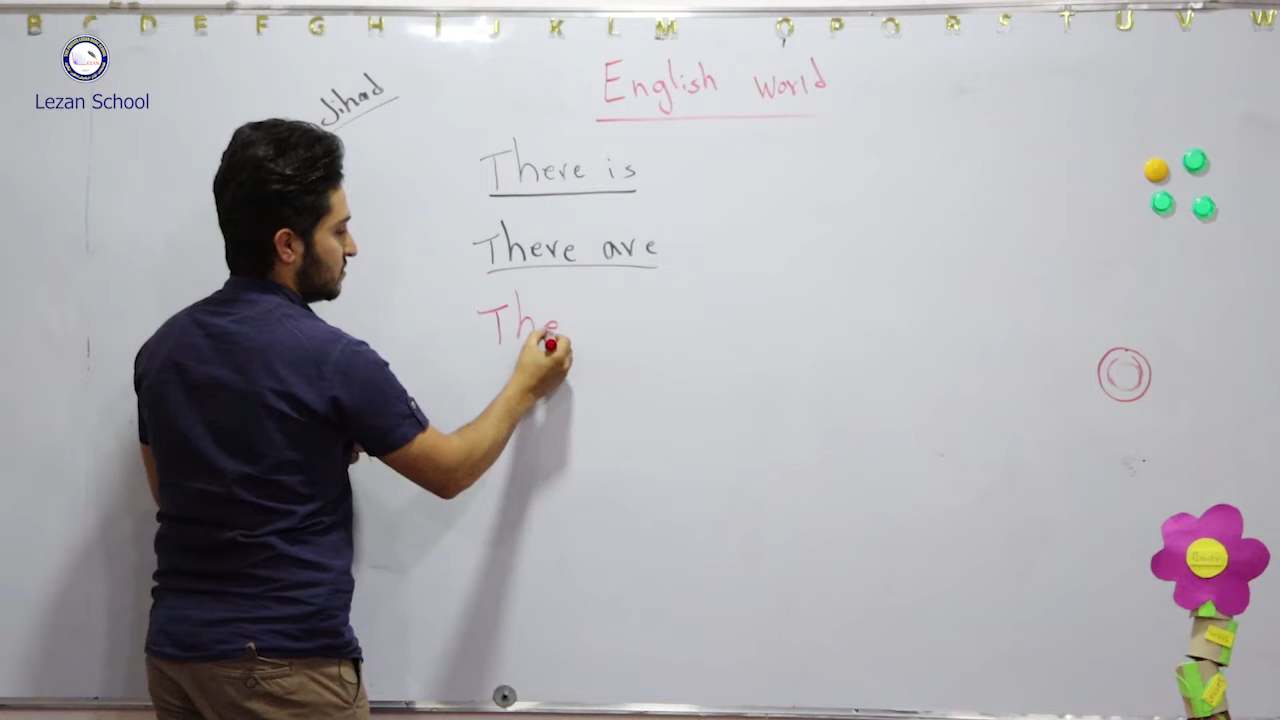 B C D E F G H I J K L M O P Q R S T U V W
Lezan School
Jihad
English World
There is
There are
The